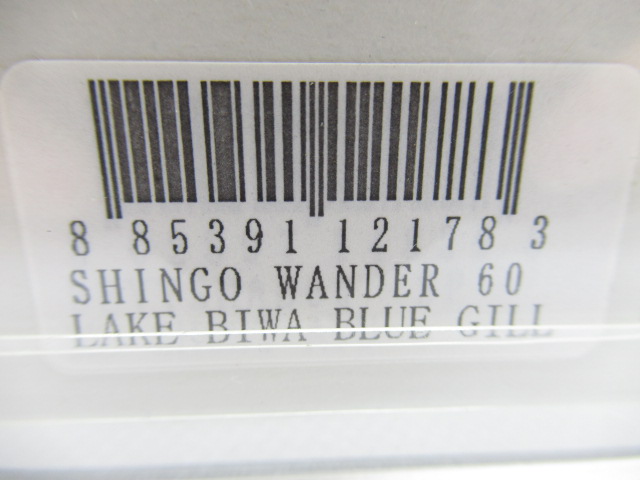 8 85391 12178 3
SHINGO WANDER 60
LAKE BIWA BLUE GILL